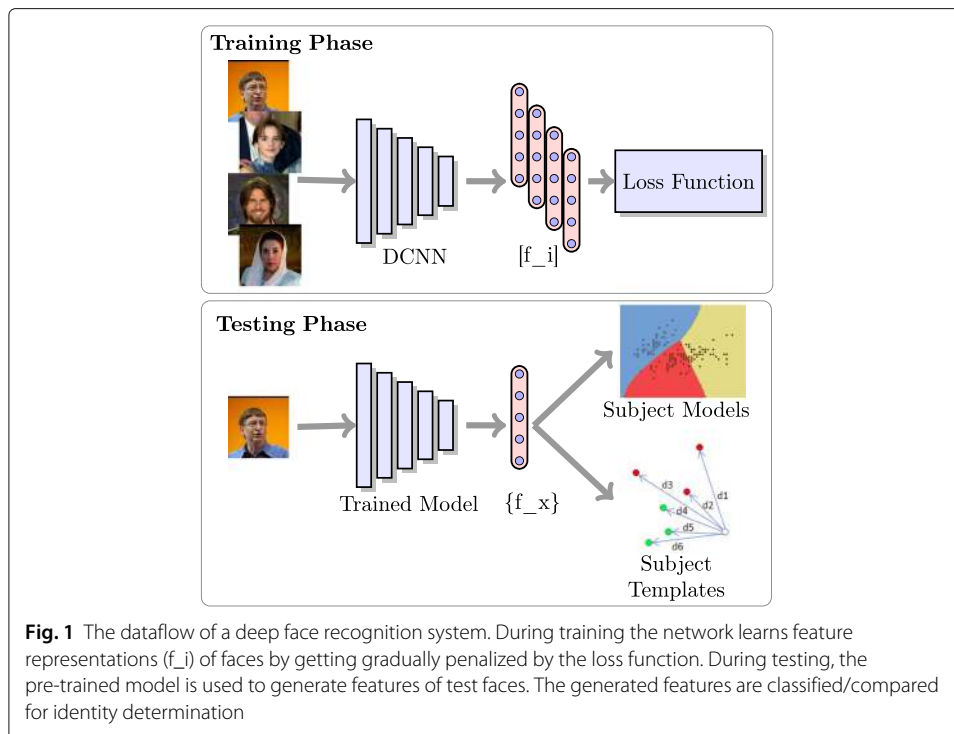 Training Phase
DCNN
[f_i]
Loss Function
Testing Phase
Trained Model
{f_x}
Subject Models
d1
d2
d3
d4
d5
d6
Subject
Templates
Fig. 1 The dataflow of a deep face recognition system. During training the network learns feature
representations (f_i) of faces by getting gradually penalized by the loss function. During testing, the
pre-trained model is used to generate features of test faces. The generated features are classified/compared
for identity determination